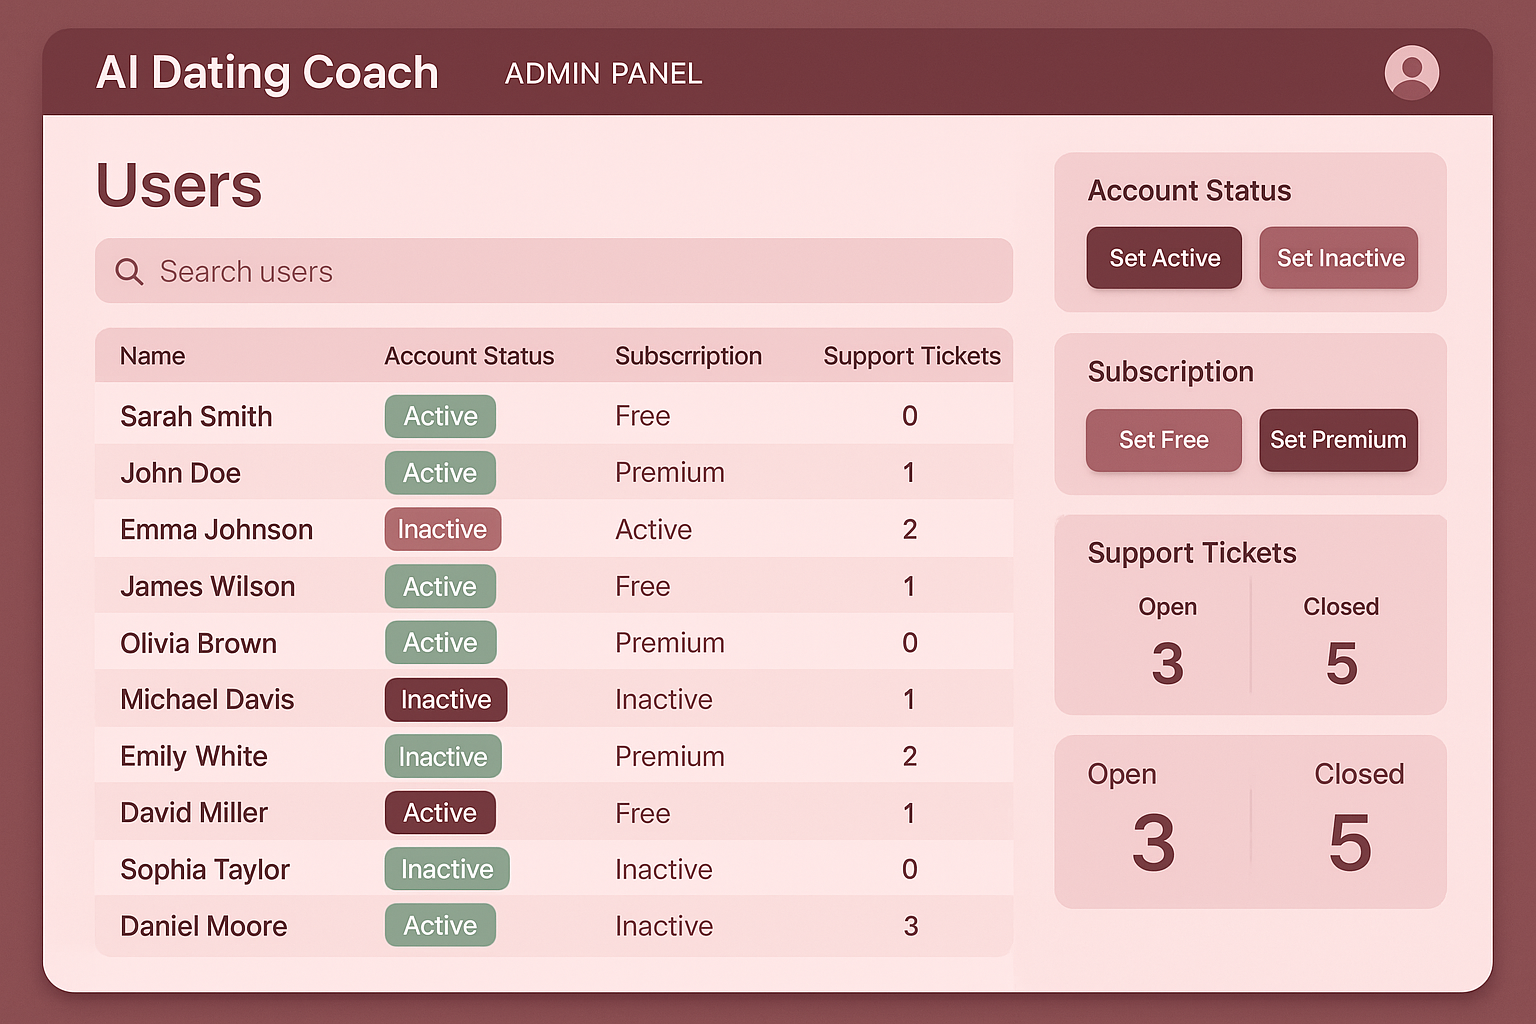 AI Dating Coach ADMIN PANEL
Users
Search users
Name Account Status Subscrription Support Tickets
Sarah Smith Active Free 0
John Doe Active Premium 1
Emma Johnson Inactive Active 2
James Wilson Active Free 1
Olivia Brown Active Premium 0
Michael Davis Inactive Inactive 1
Emily White Inactive Premium 2
David Miller Active Free 1
Sophia Taylor Inactive Inactive 0
Daniel Moore Active Inactive 3
Account Status
Set Active Set Inactive
Subscription
Set Free Set Premium
Support Tickets
Open Closed
3 5
Open Closed
3 5